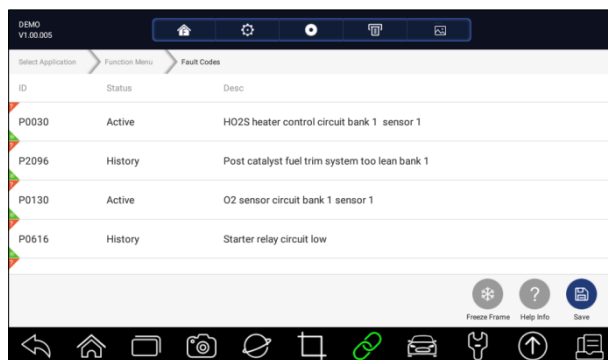 DEMO
V1.00.005
Select Application Function Menu Fault Codes
ID Status Desc
P0030 Active HO2S heater control circuit bank 1 sensor 1
P2096 History Post catalyst fuel trim system too lean bank 1
P0130 Active O2 sensor circuit bank 1 sensor 1
P0616 History Starter relay circuit low
Freeze Frame Help Info Save